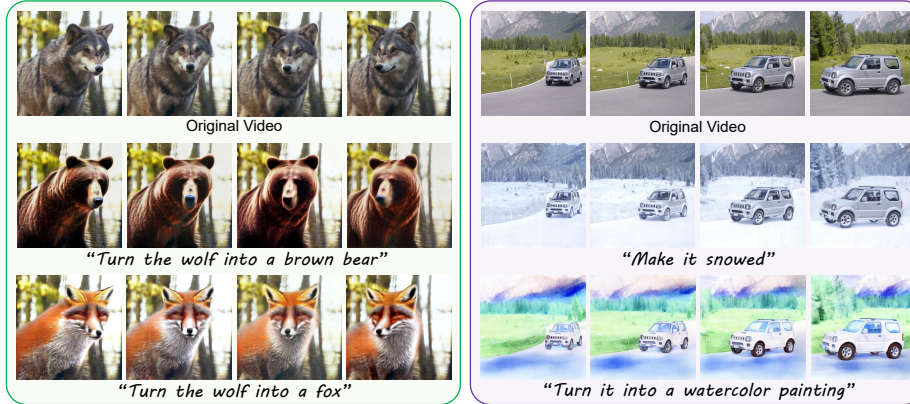 Original Video
“Turn the wolf into a brown bear”
“Turn the wolf into a fox”
Original Video
“Make it snowed”
“Turn it into a watercolor painting”